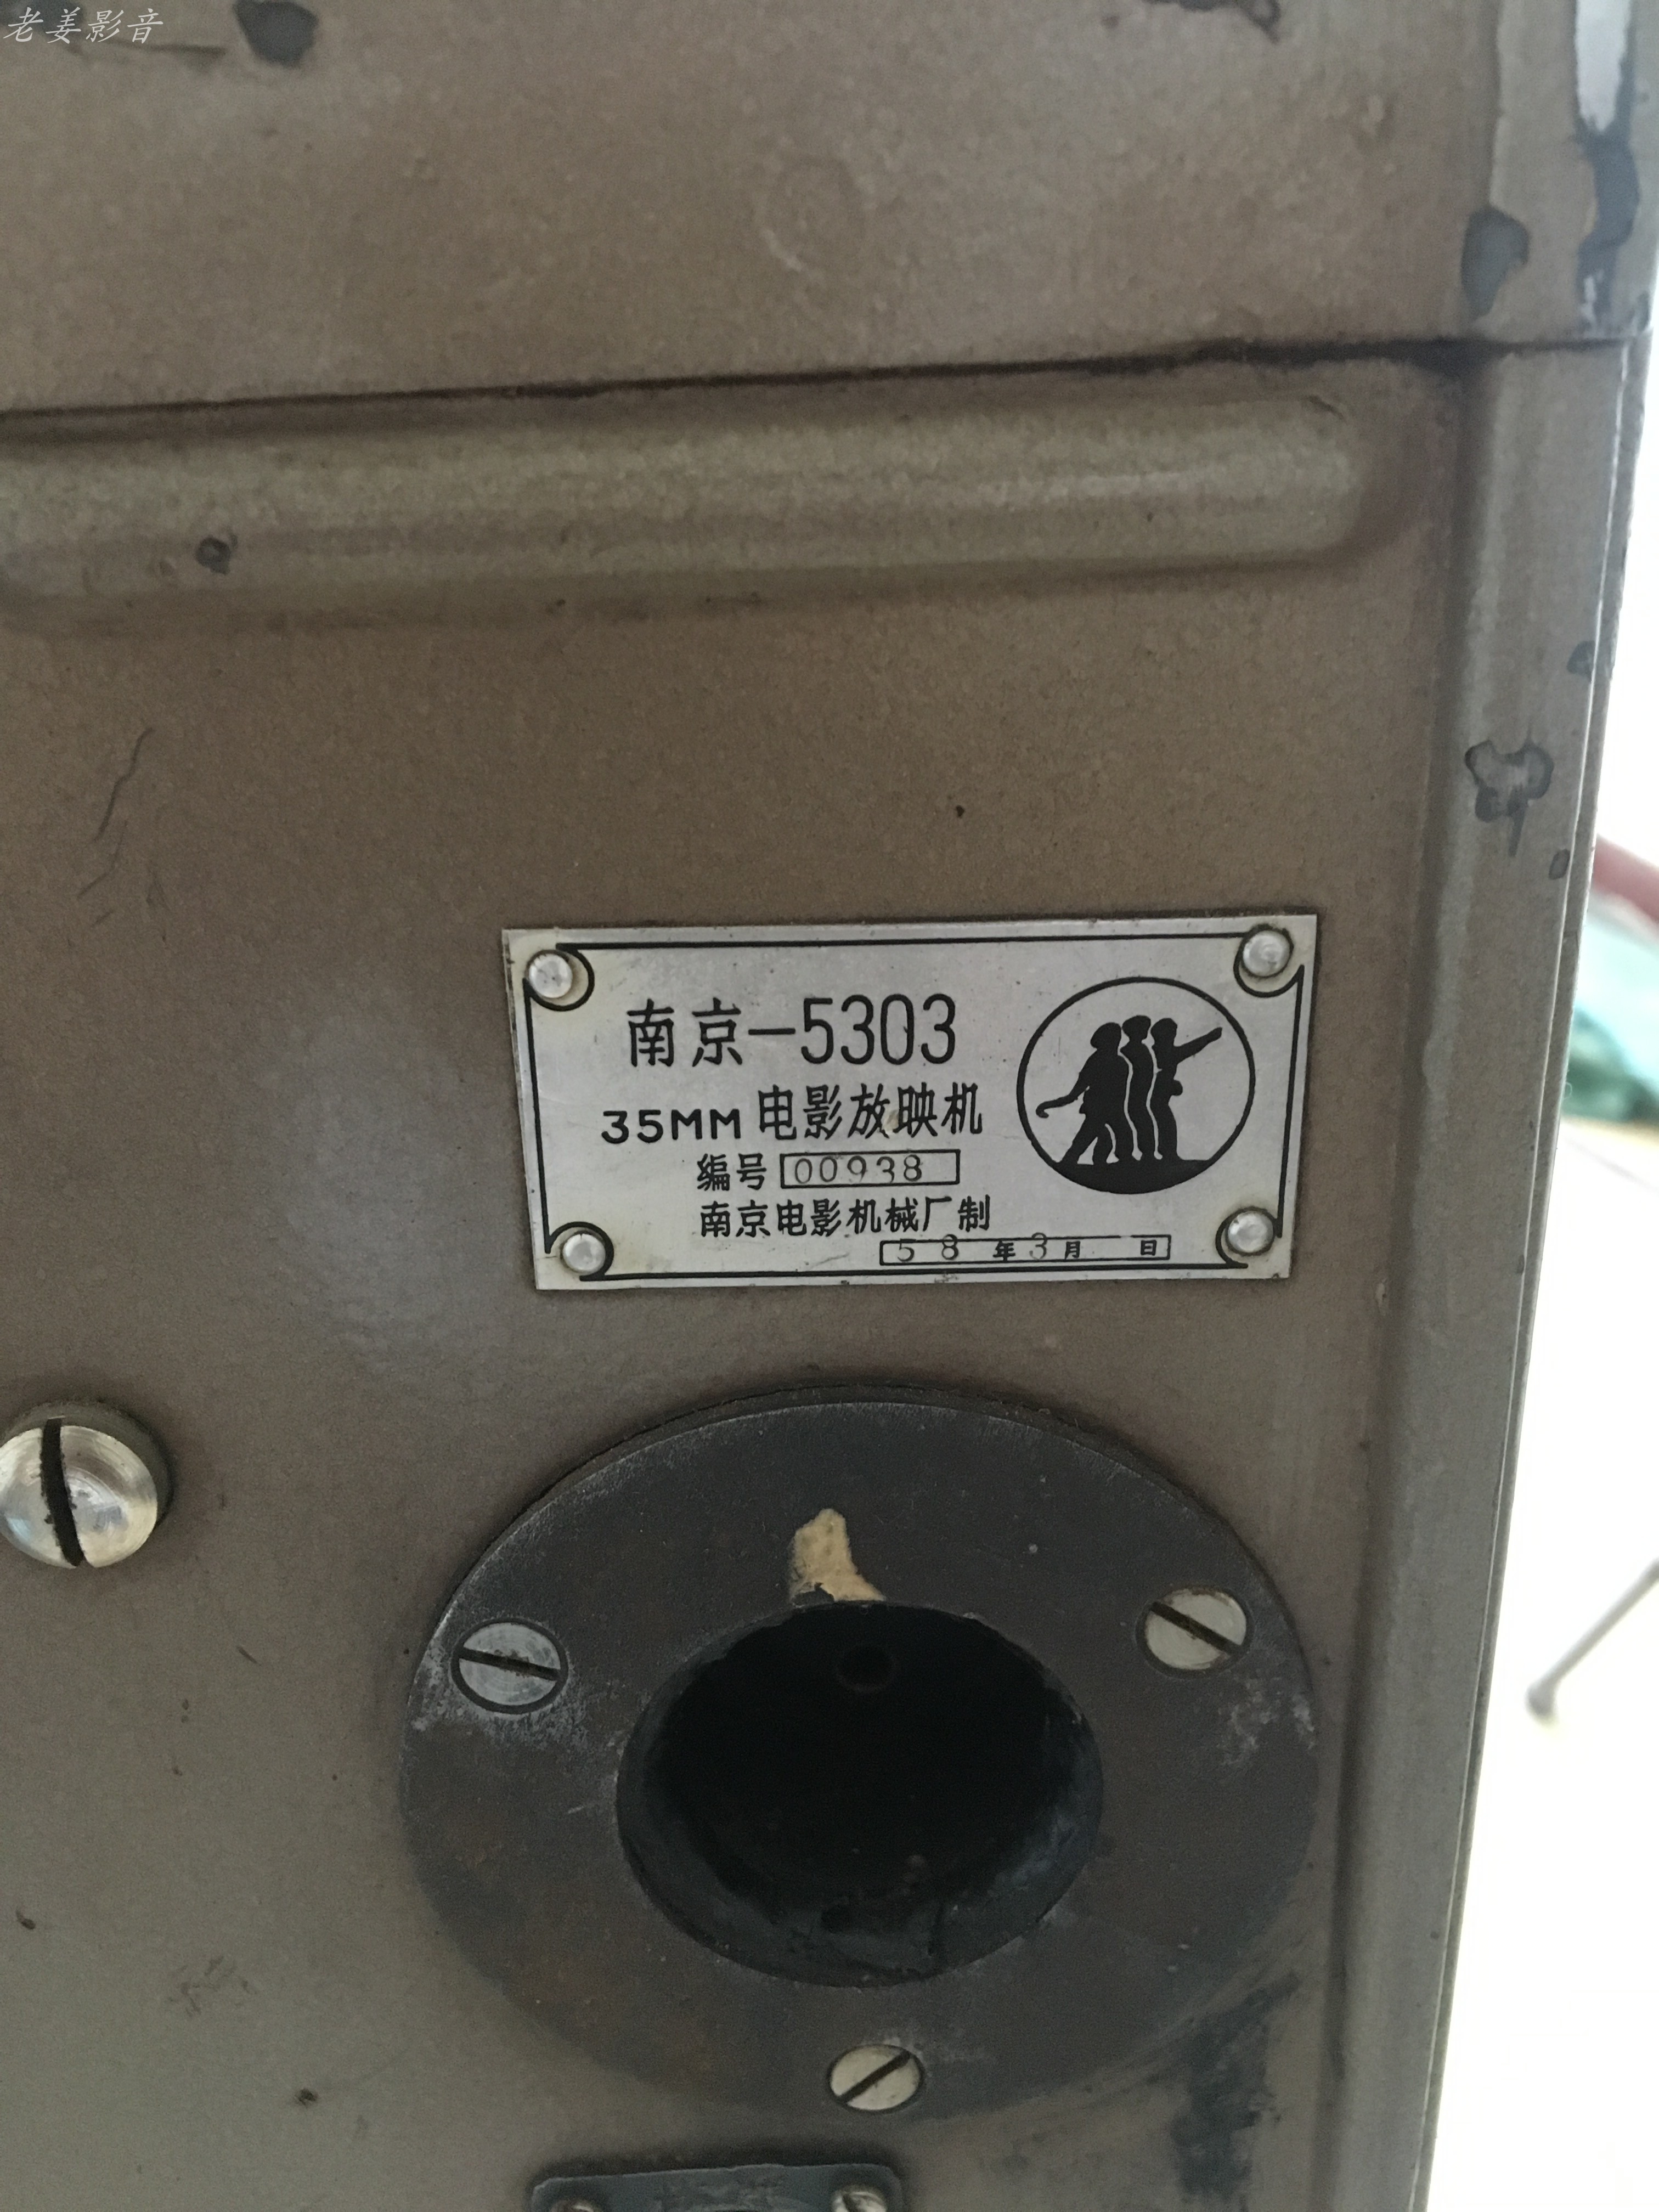 老姜影音
南京-5303
35MM电影放映机
编号 00938
南京电影机械厂制
58年3月 日